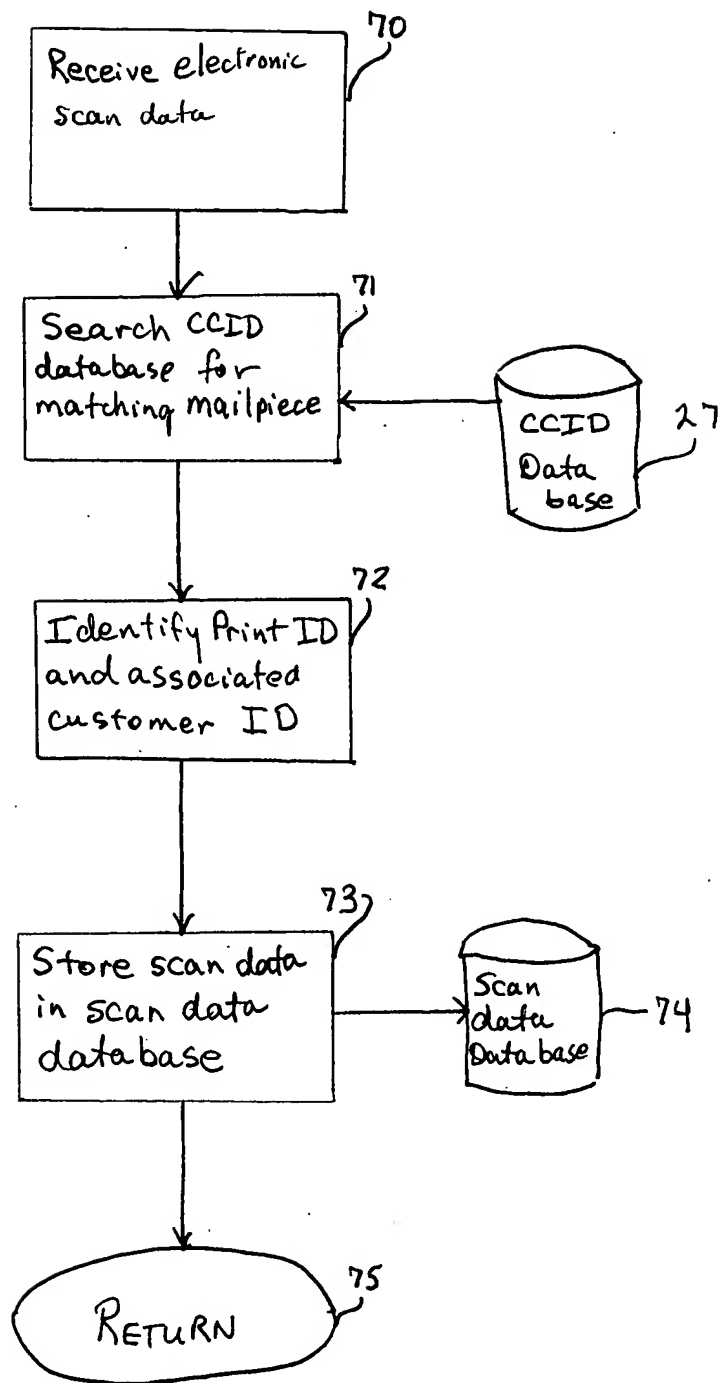 70
Receive electronic
scan data
71
Search CCID
database for
matching mailpiece
CCID
Data
base
27
72
Identify Print ID
and associated
customer ID
73
Store scan data
in scan data
database
Scan
data
Database
74
75
RETURN